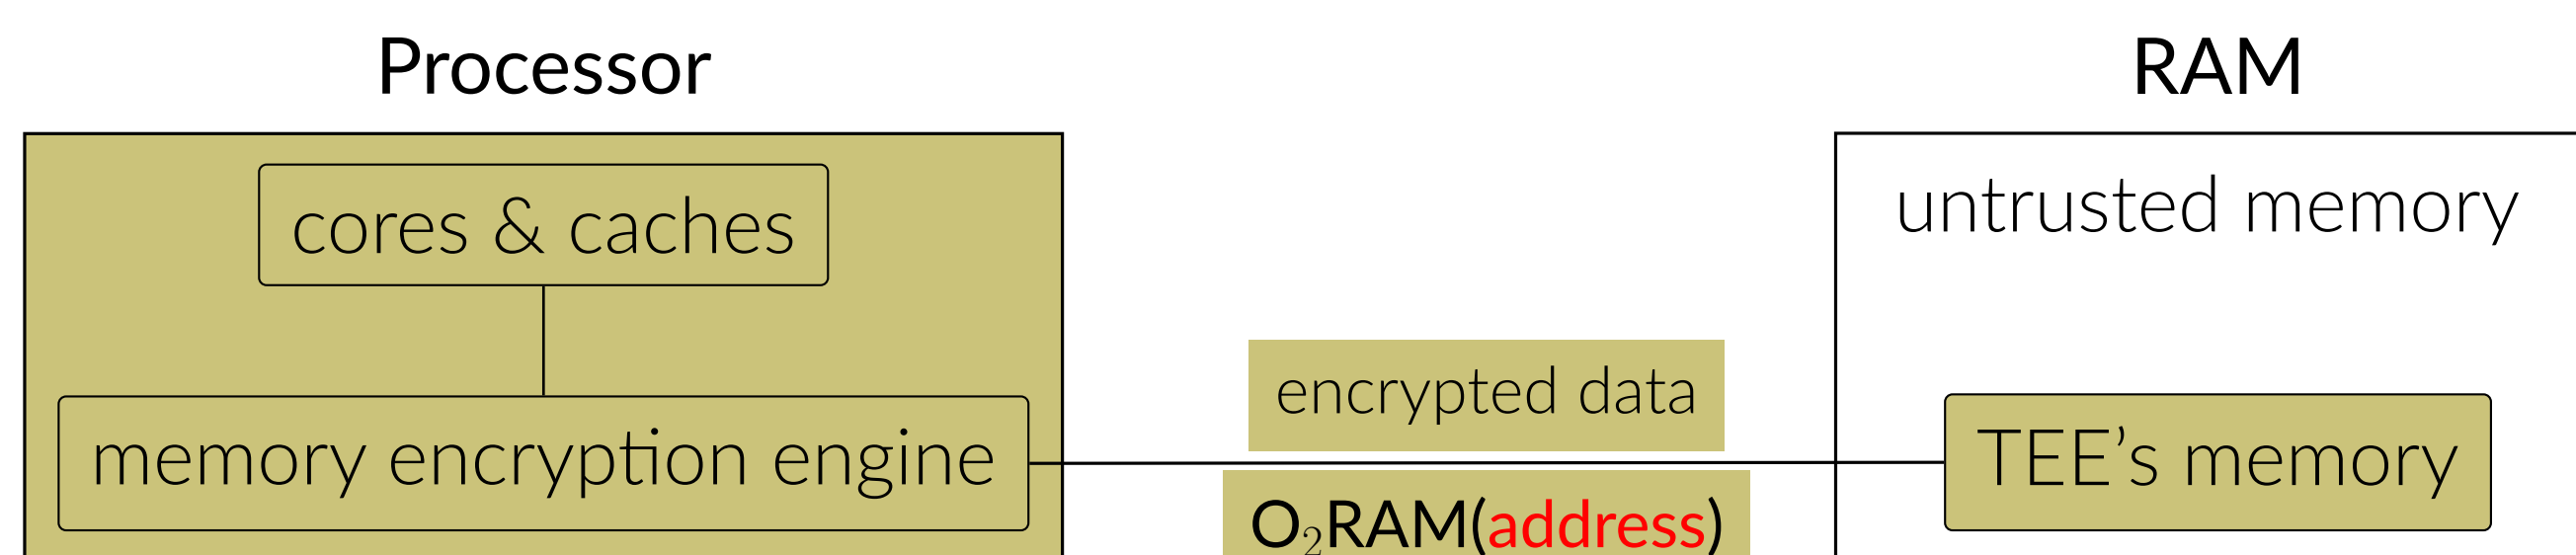 Processor
RAM
cores & caches
untrusted memory
encrypted data
memory encryption engine
TEE’s memory
O₂RAM(address)